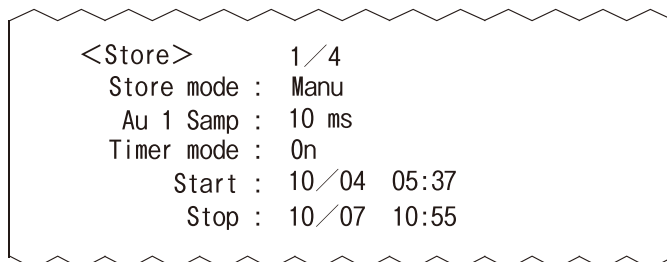 <Store> 1/4
Store mode : Manu
Au 1 Samp : 10 ms
Timer mode : On
Start : 10/04 05:37
Stop : 10/07 10:55